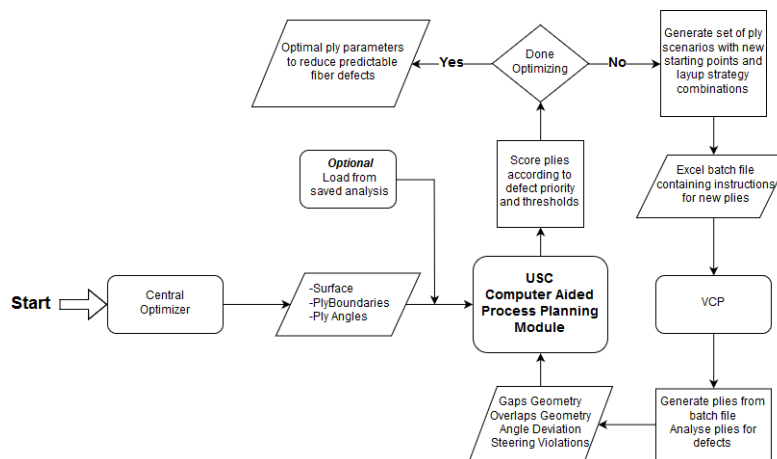 Optimal ply parameters
to reduce predictable
fiber defects
Yes
Done
Optimizing
No
Generate set of ply
scenarios with new
starting points and
layup strategy
combinations
Optional
Load from
saved analysis
Score plies
according to
defect priority
and thresholds
Excel batch file
containing instructions
for new plies
Start
Central
Optimizer
-Surface
-PlyBoundaries
-Ply Angles
USC
Computer Aided
Process Planning
Module
VCP
Gaps Geometry
Overlaps Geometry
Angle Deviation
Steering Violations
Generate plies from
batch file
Analyse plies for
defects